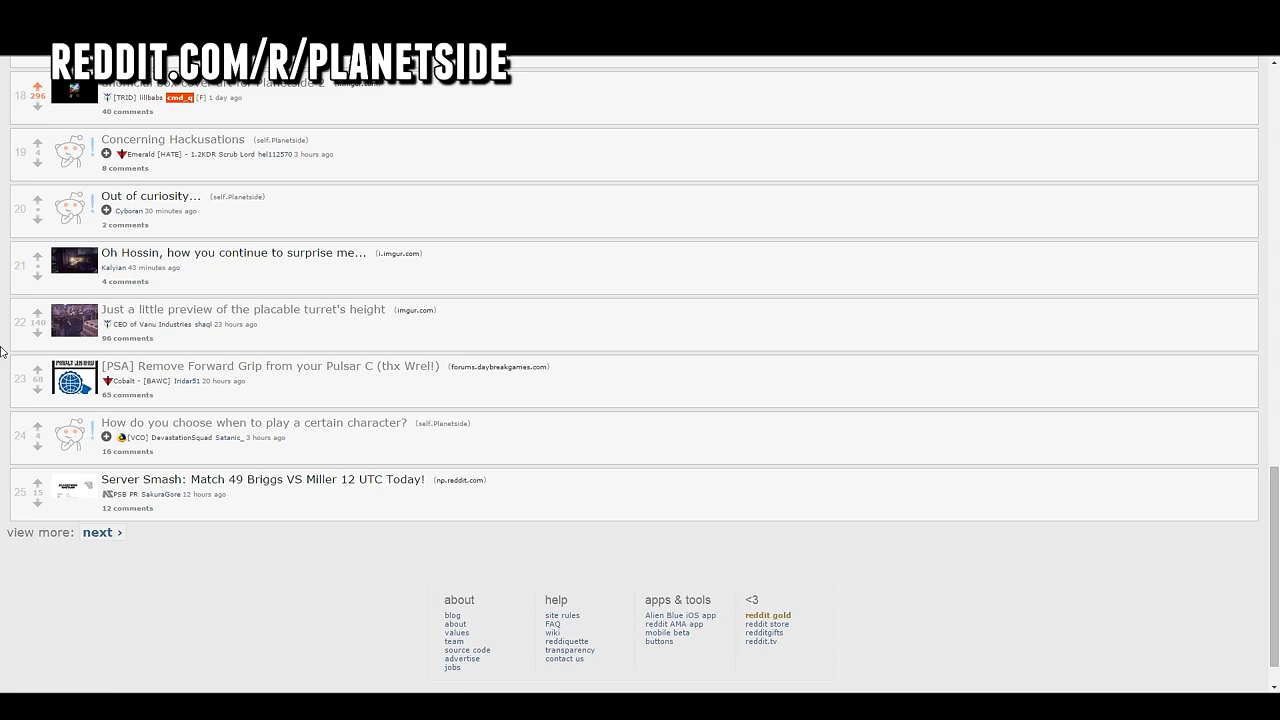 REDDIT.COM/R/PLANETSIDE
18 296
[TRID] lillbabs cmd_q [F] 1 day ago
40 comments
Concerning Hackusations (self.Planetside)
19 4
Emerald [HATE] - 1.2KDR Scrub Lord hel112570 3 hours ago
8 comments
Out of curiosity... (self.Planetside)
20 •
Cyboran 30 minutes ago
2 comments
Oh Hossin, how you continue to surprise me... (i.imgur.com)
21 •
Kalyian 43 minutes ago
4 comments
Just a little preview of the placable turret's height (imgur.com)
22 140
CEO of Vanu Industries shaql 23 hours ago
96 comments
[PSA] Remove Forward Grip from your Pulsar C (thx Wrel!) (forums.daybreakgames.com)
23 68
Cobalt - [BAWC] Iridar51 20 hours ago
65 comments
How do you choose when to play a certain character? (self.Planetside)
24 4
[VCO] DevastationSquad Satanic_ 3 hours ago
16 comments
Server Smash: Match 49 Briggs VS Miller 12 UTC Today! (np.reddit.com)
25 15
PSB PR SakuraGore 12 hours ago
12 comments
view more: next ›
about
blog
about
values
team
source code
advertise
jobs
help
site rules
FAQ
wiki
reddiquette
transparency
contact us
apps & tools
Alien Blue iOS app
reddit AMA app
mobile beta
buttons
<3
reddit gold
reddit store
redditgifts
reddit.tv